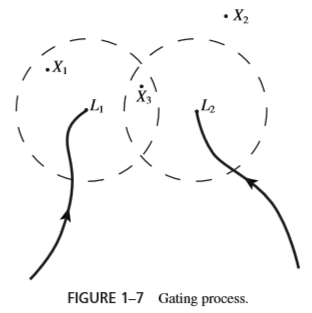 X₂
X₁
X₃
L₁
L₂
FIGURE 1–7 Gating process.